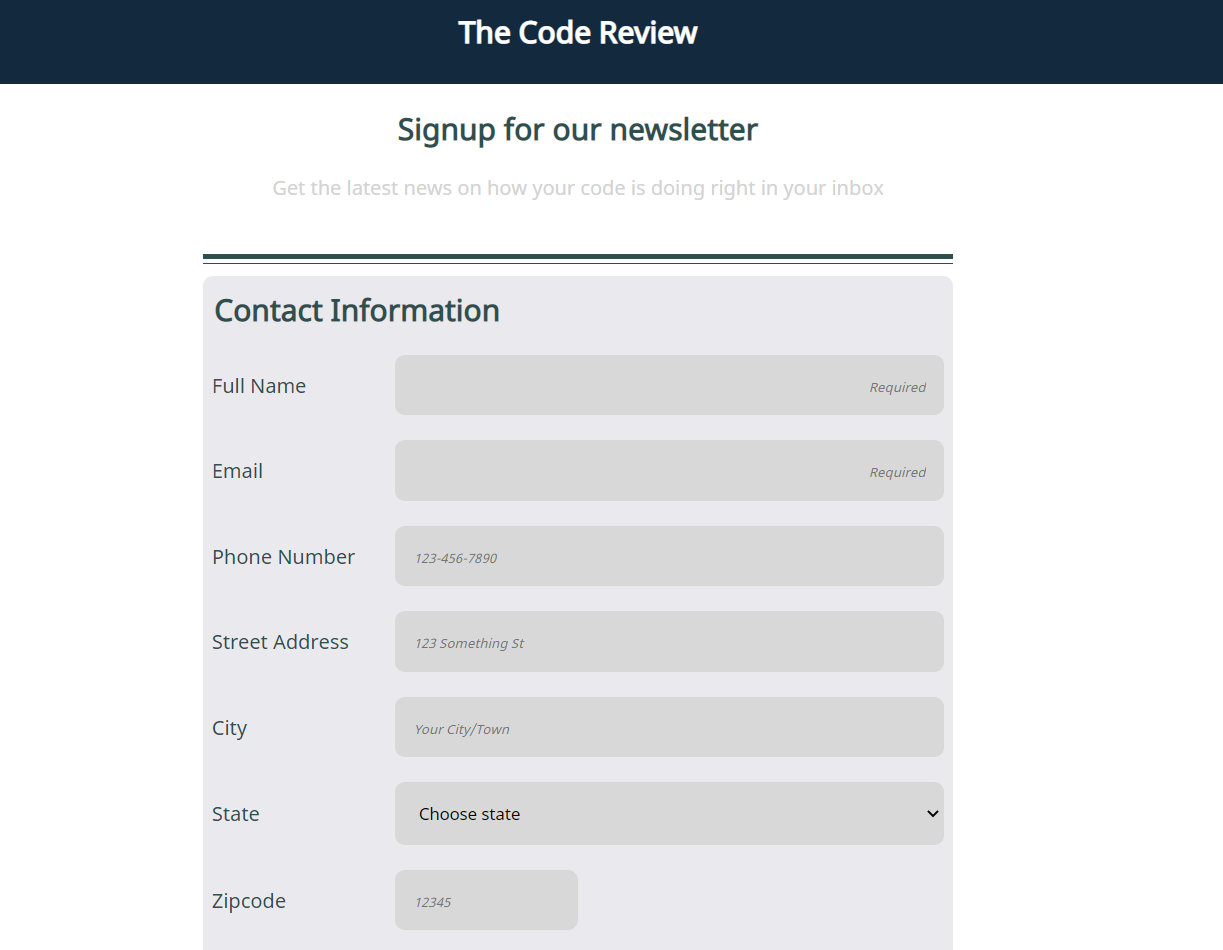 The Code Review
Signup for our newsletter
Get the latest news on how your code is doing right in your inbox
Contact Information
Full Name
Required
Email
Required
Phone Number
123-456-7890
Street Address
123 Something St
City
Your City/Town
State
Choose state
Zipcode
12345